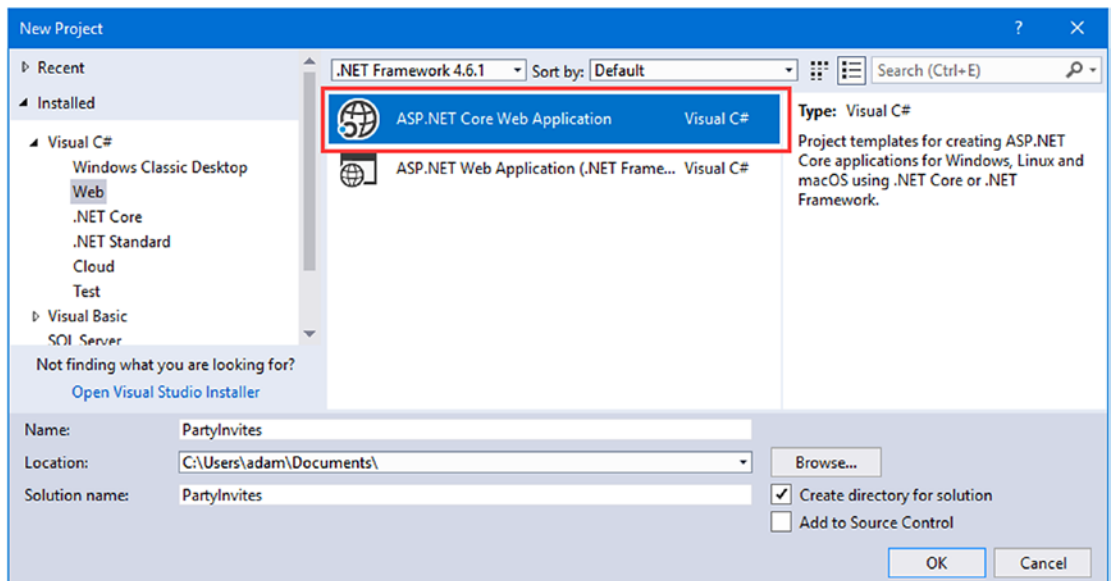 New Project
?
Recent
Installed
Visual C#
Windows Classic Desktop
Web
.NET Core
.NET Standard
Cloud
Test
Visual Basic
SQL Server
Not finding what you are looking for?
Open Visual Studio Installer
.NET Framework 4.6.1 Sort by: Default
Search (Ctrl+E)
ASP.NET Core Web Application Visual C#
ASP.NET Web Application (.NET Frame... Visual C#
Type: Visual C#
Project templates for creating ASP.NET
Core applications for Windows, Linux and
macOS using .NET Core or .NET
Framework.
Name: PartyInvites
Location: C:\Users\adam\Documents\
Browse...
Solution name: PartyInvites
Create directory for solution
Add to Source Control
OK Cancel